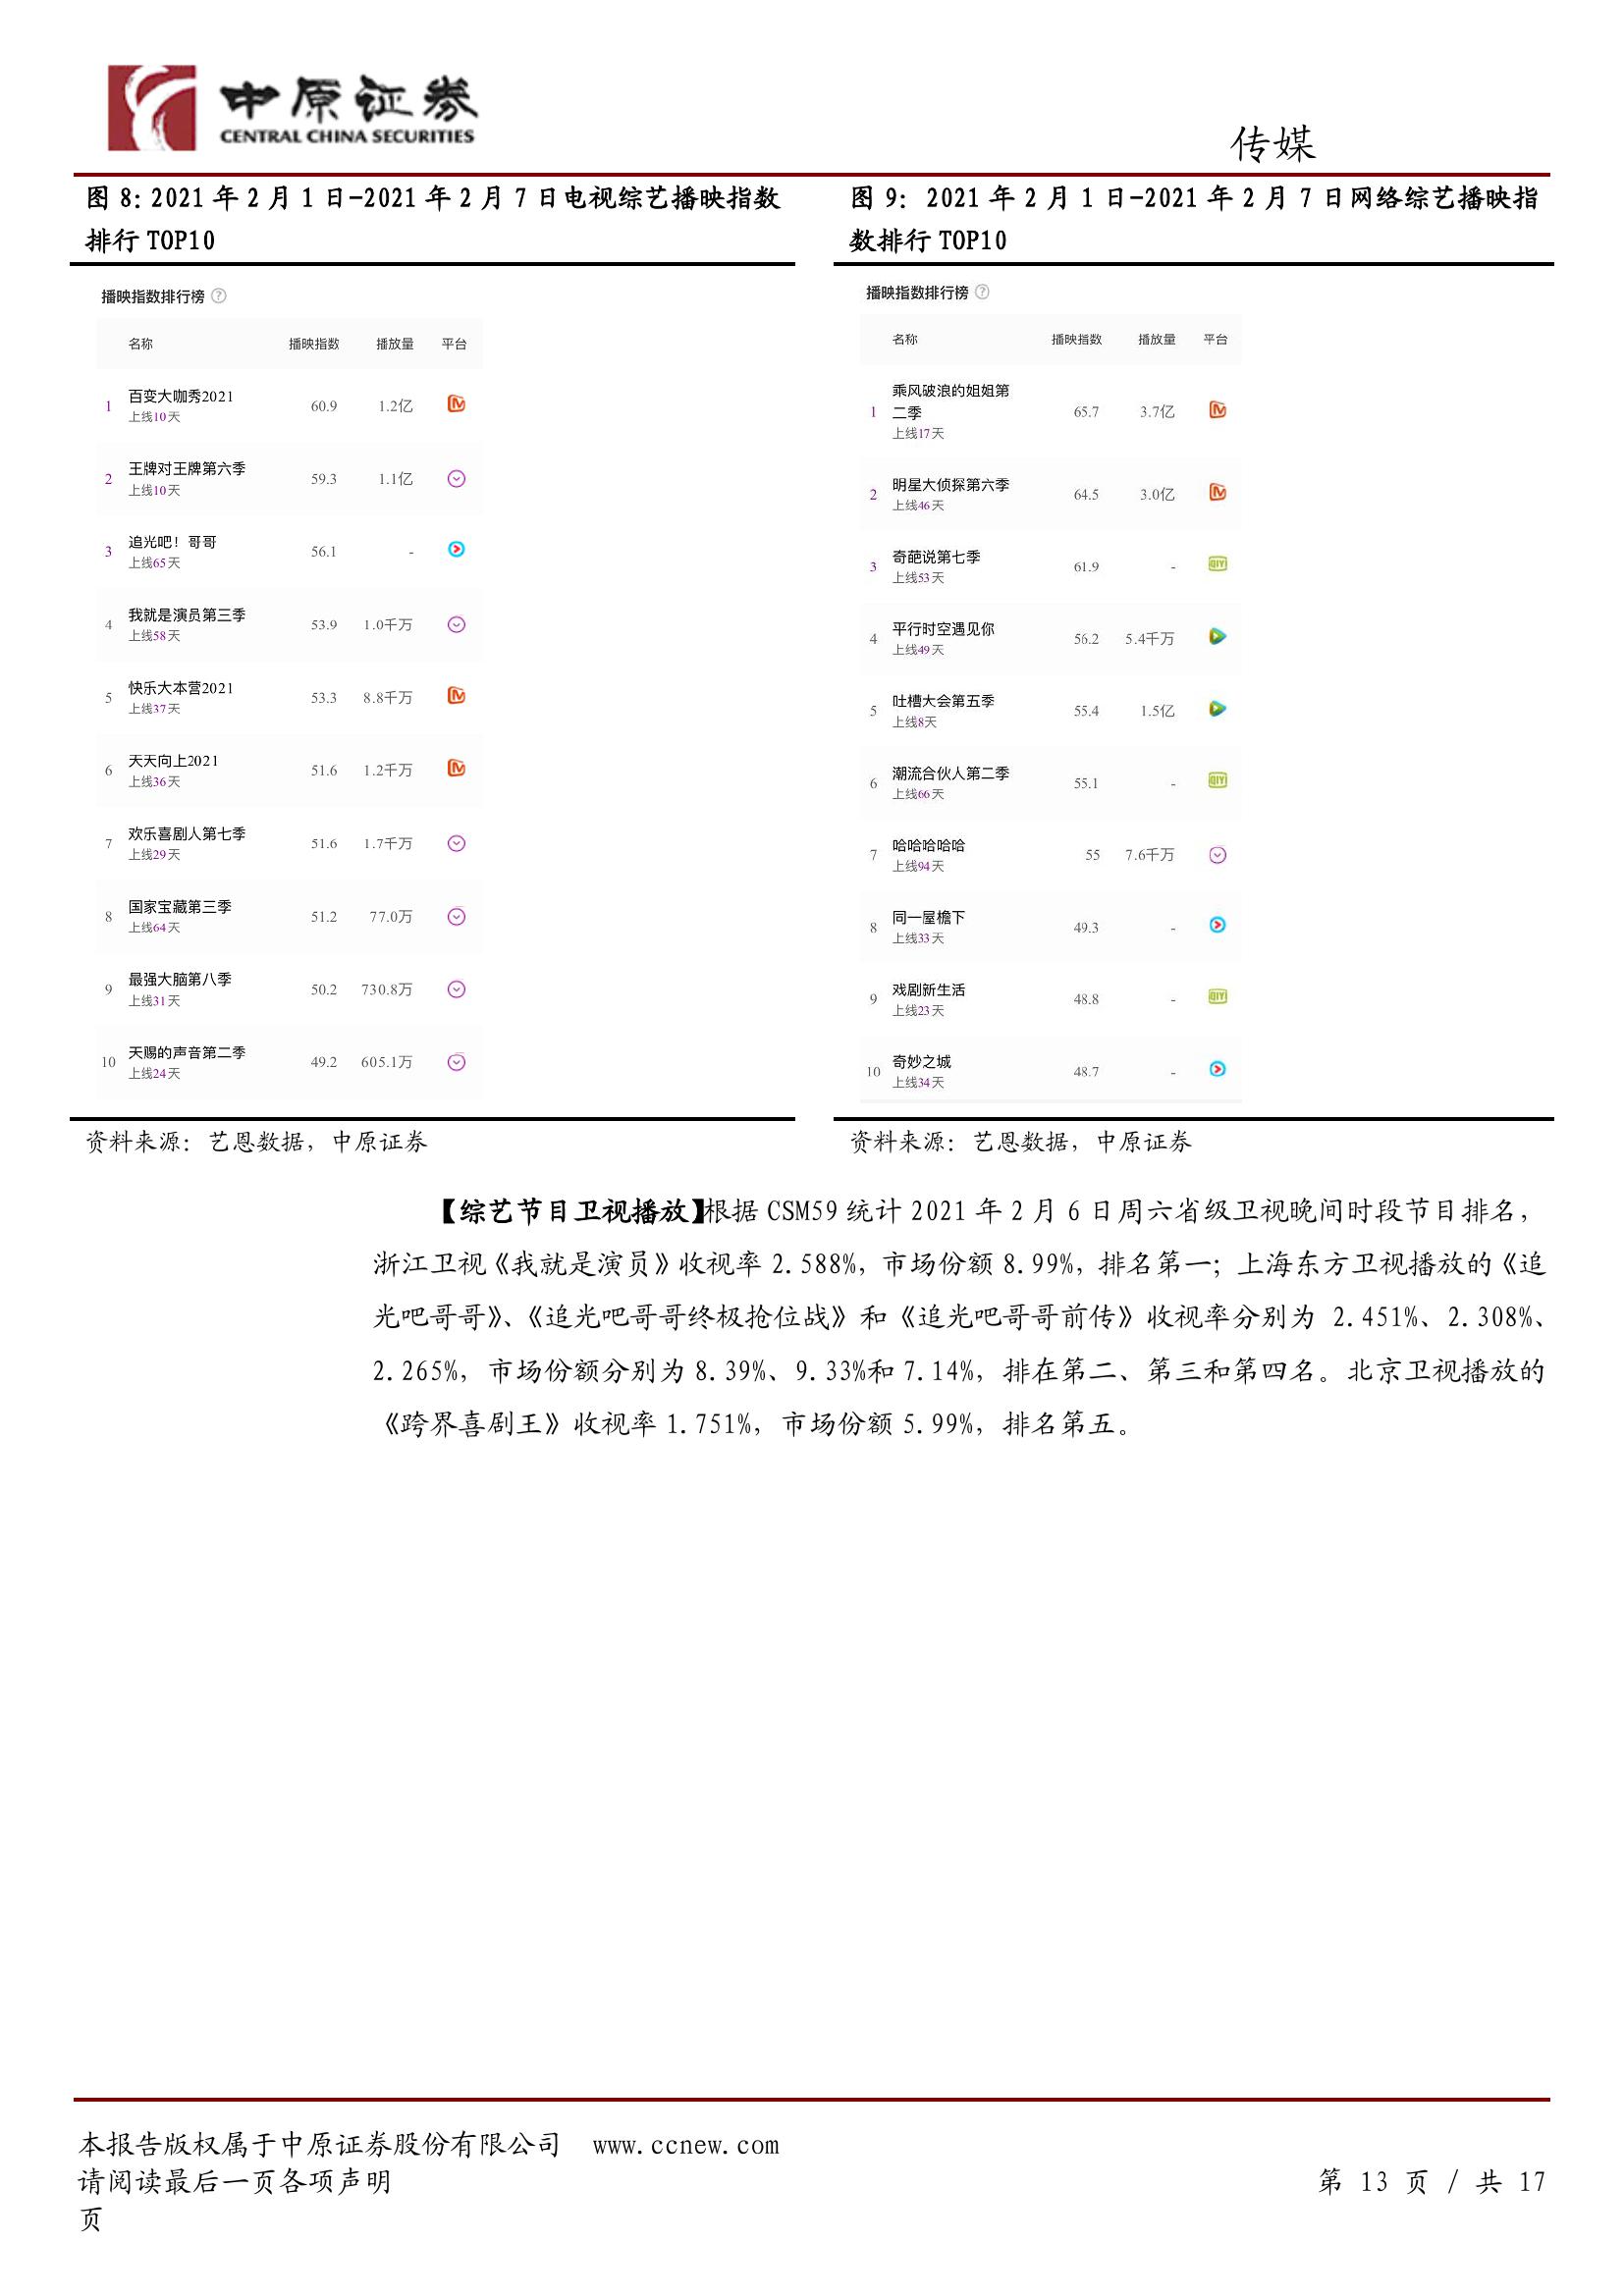 中原证券
CENTRAL CHINA SECURITIES
传媒
图 8：2021 年 2 月 1 日-2021 年 2 月 7 日电视综艺播映指数
排行 TOP10
播映指数排行榜 ?
名称 播映指数 播放量 平台
1 百变大咖秀2021 60.9 1.2亿
上线10天
2 王牌对王牌第六季 59.3 1.1亿
上线10天
3 追光吧！哥哥 56.1 -
上线65天
4 我就是演员第三季 53.9 1.0千万
上线58天
5 快乐大本营2021 53.3 8.8千万
上线37天
6 天天向上2021 51.6 1.2千万
上线36天
7 欢乐喜剧人第七季 51.6 1.7千万
上线29天
8 国家宝藏第三季 51.2 77.0万
上线64天
9 最强大脑第八季 50.2 730.8万
上线31天
10 天赐的声音第二季 49.2 605.1万
上线24天
资料来源：艺恩数据，中原证券
图 9： 2021 年 2 月 1 日-2021 年 2 月 7 日网络综艺播映指
数排行 TOP10
播映指数排行榜 ?
名称 播映指数 播放量 平台
1 乘风破浪的姐姐第
二季 65.7 3.7亿
上线17天
2 明星大侦探第六季 64.5 3.0亿
上线46天
3 奇葩说第七季 61.9 - QIY
上线53天
4 平行时空遇见你 56.2 5.4千万
上线49天
5 吐槽大会第五季 55.4 1.5亿
上线8天
6 潮流合伙人第二季 55.1 - QIY
上线66天
7 哈哈哈哈哈 55 7.6千万
上线94天
8 同一屋檐下 49.3 -
上线33天
9 戏剧新生活 48.8 - QIY
上线23天
10 奇妙之城 48.7 -
上线34天
资料来源：艺恩数据，中原证券
【综艺节目卫视播放】根据 CSM59 统计 2021 年 2 月 6 日周六省级卫视晚间时段节目排名，
浙江卫视《我就是演员》收视率 2.588%，市场份额 8.99%，排名第一；上海东方卫视播放的《追
光吧哥哥》、《追光吧哥哥终极抢位战》和《追光吧哥哥前传》收视率分别为 2.451%、2.308%、
2.265%，市场份额分别为 8.39%、9.33%和 7.14%，排在第二、第三和第四名。北京卫视播放的
《跨界喜剧王》收视率 1.751%，市场份额 5.99%，排名第五。
本报告版权属于中原证券股份有限公司 www.ccnew.com
请阅读最后一页各项声明 第 13 页 / 共 17
页